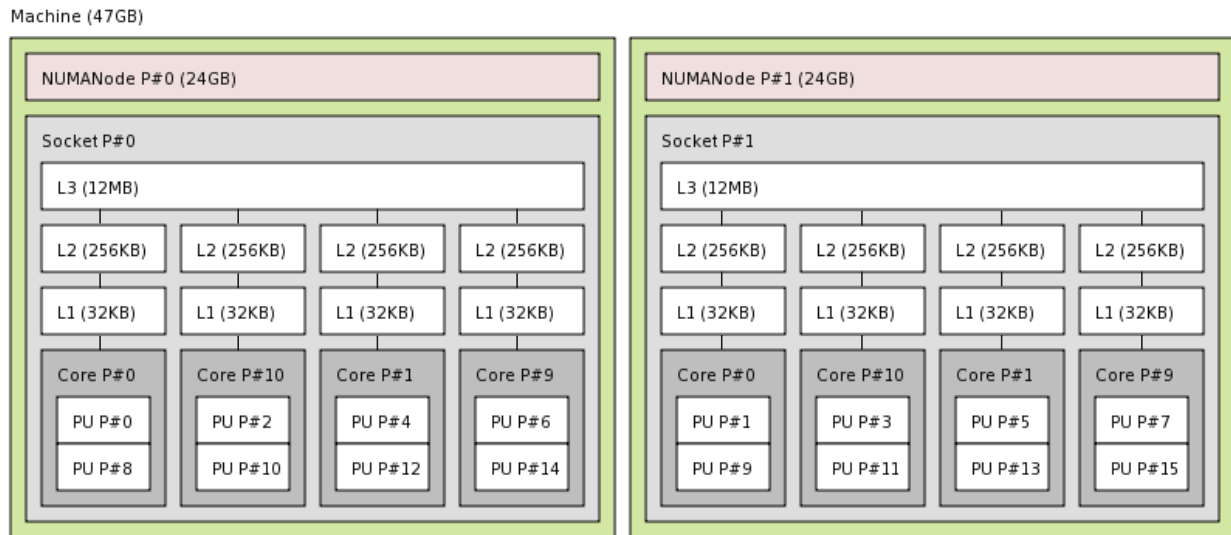 Machine (47GB)
NUMANode P#0 (24GB)
Socket P#0
L3 (12MB)
L2 (256KB) L2 (256KB) L2 (256KB) L2 (256KB)
L1 (32KB) L1 (32KB) L1 (32KB) L1 (32KB)
Core P#0 Core P#10 Core P#1 Core P#9
PU P#0 PU P#2 PU P#4 PU P#6
PU P#8 PU P#10 PU P#12 PU P#14
NUMANode P#1 (24GB)
Socket P#1
L3 (12MB)
L2 (256KB) L2 (256KB) L2 (256KB) L2 (256KB)
L1 (32KB) L1 (32KB) L1 (32KB) L1 (32KB)
Core P#0 Core P#10 Core P#1 Core P#9
PU P#1 PU P#3 PU P#5 PU P#7
PU P#9 PU P#11 PU P#13 PU P#15